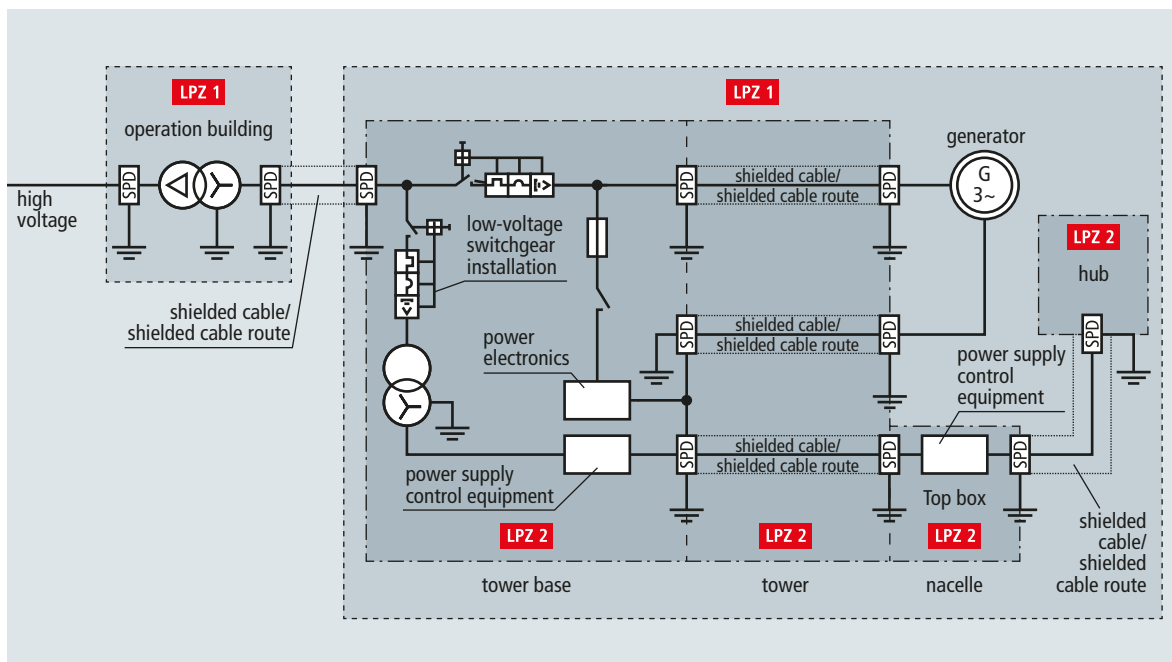 LPZ 1
operation building
SPD
SPD
high
voltage
shielded cable/
shielded cable route
LPZ 1
SPD
low-voltage
switchgear
installation
power
electronics
power supply
control equipment
LPZ 2
tower base
SPD
shielded cable/
shielded cable route
SPD
SPD
shielded cable/
shielded cable route
SPD
SPD
shielded cable/
shielded cable route
SPD
LPZ 2
tower
generator
G
3~
LPZ 2
hub
SPD
power supply
control
equipment
SPD
Top box
LPZ 2
nacelle
shielded
cable/
shielded
cable route